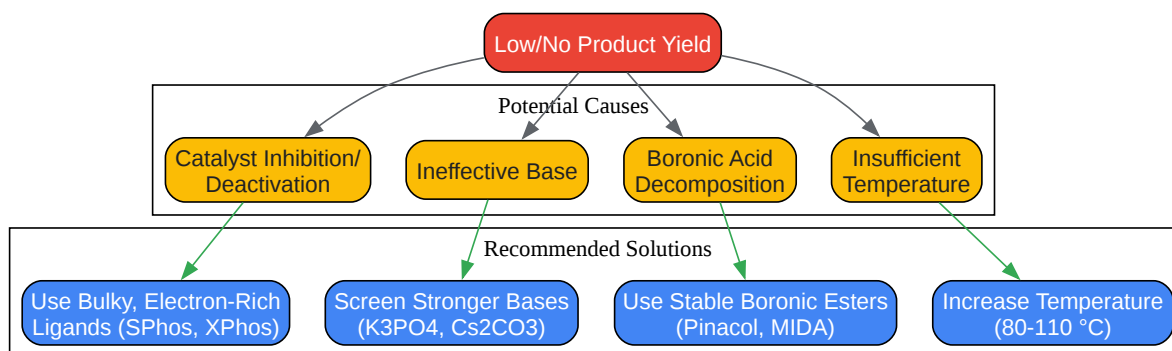 Low/No Product Yield
Potential Causes
Catalyst Inhibition/
Deactivation
Ineffective Base
Boronic Acid
Decomposition
Insufficient
Temperature
Recommended Solutions
Use Bulky, Electron-Rich
Ligands (SPhos, XPhos)
Screen Stronger Bases
(K3PO4, Cs2CO3)
Use Stable Boronic Esters
(Pinacol, MIDA)
Increase Temperature
(80-110 °C)